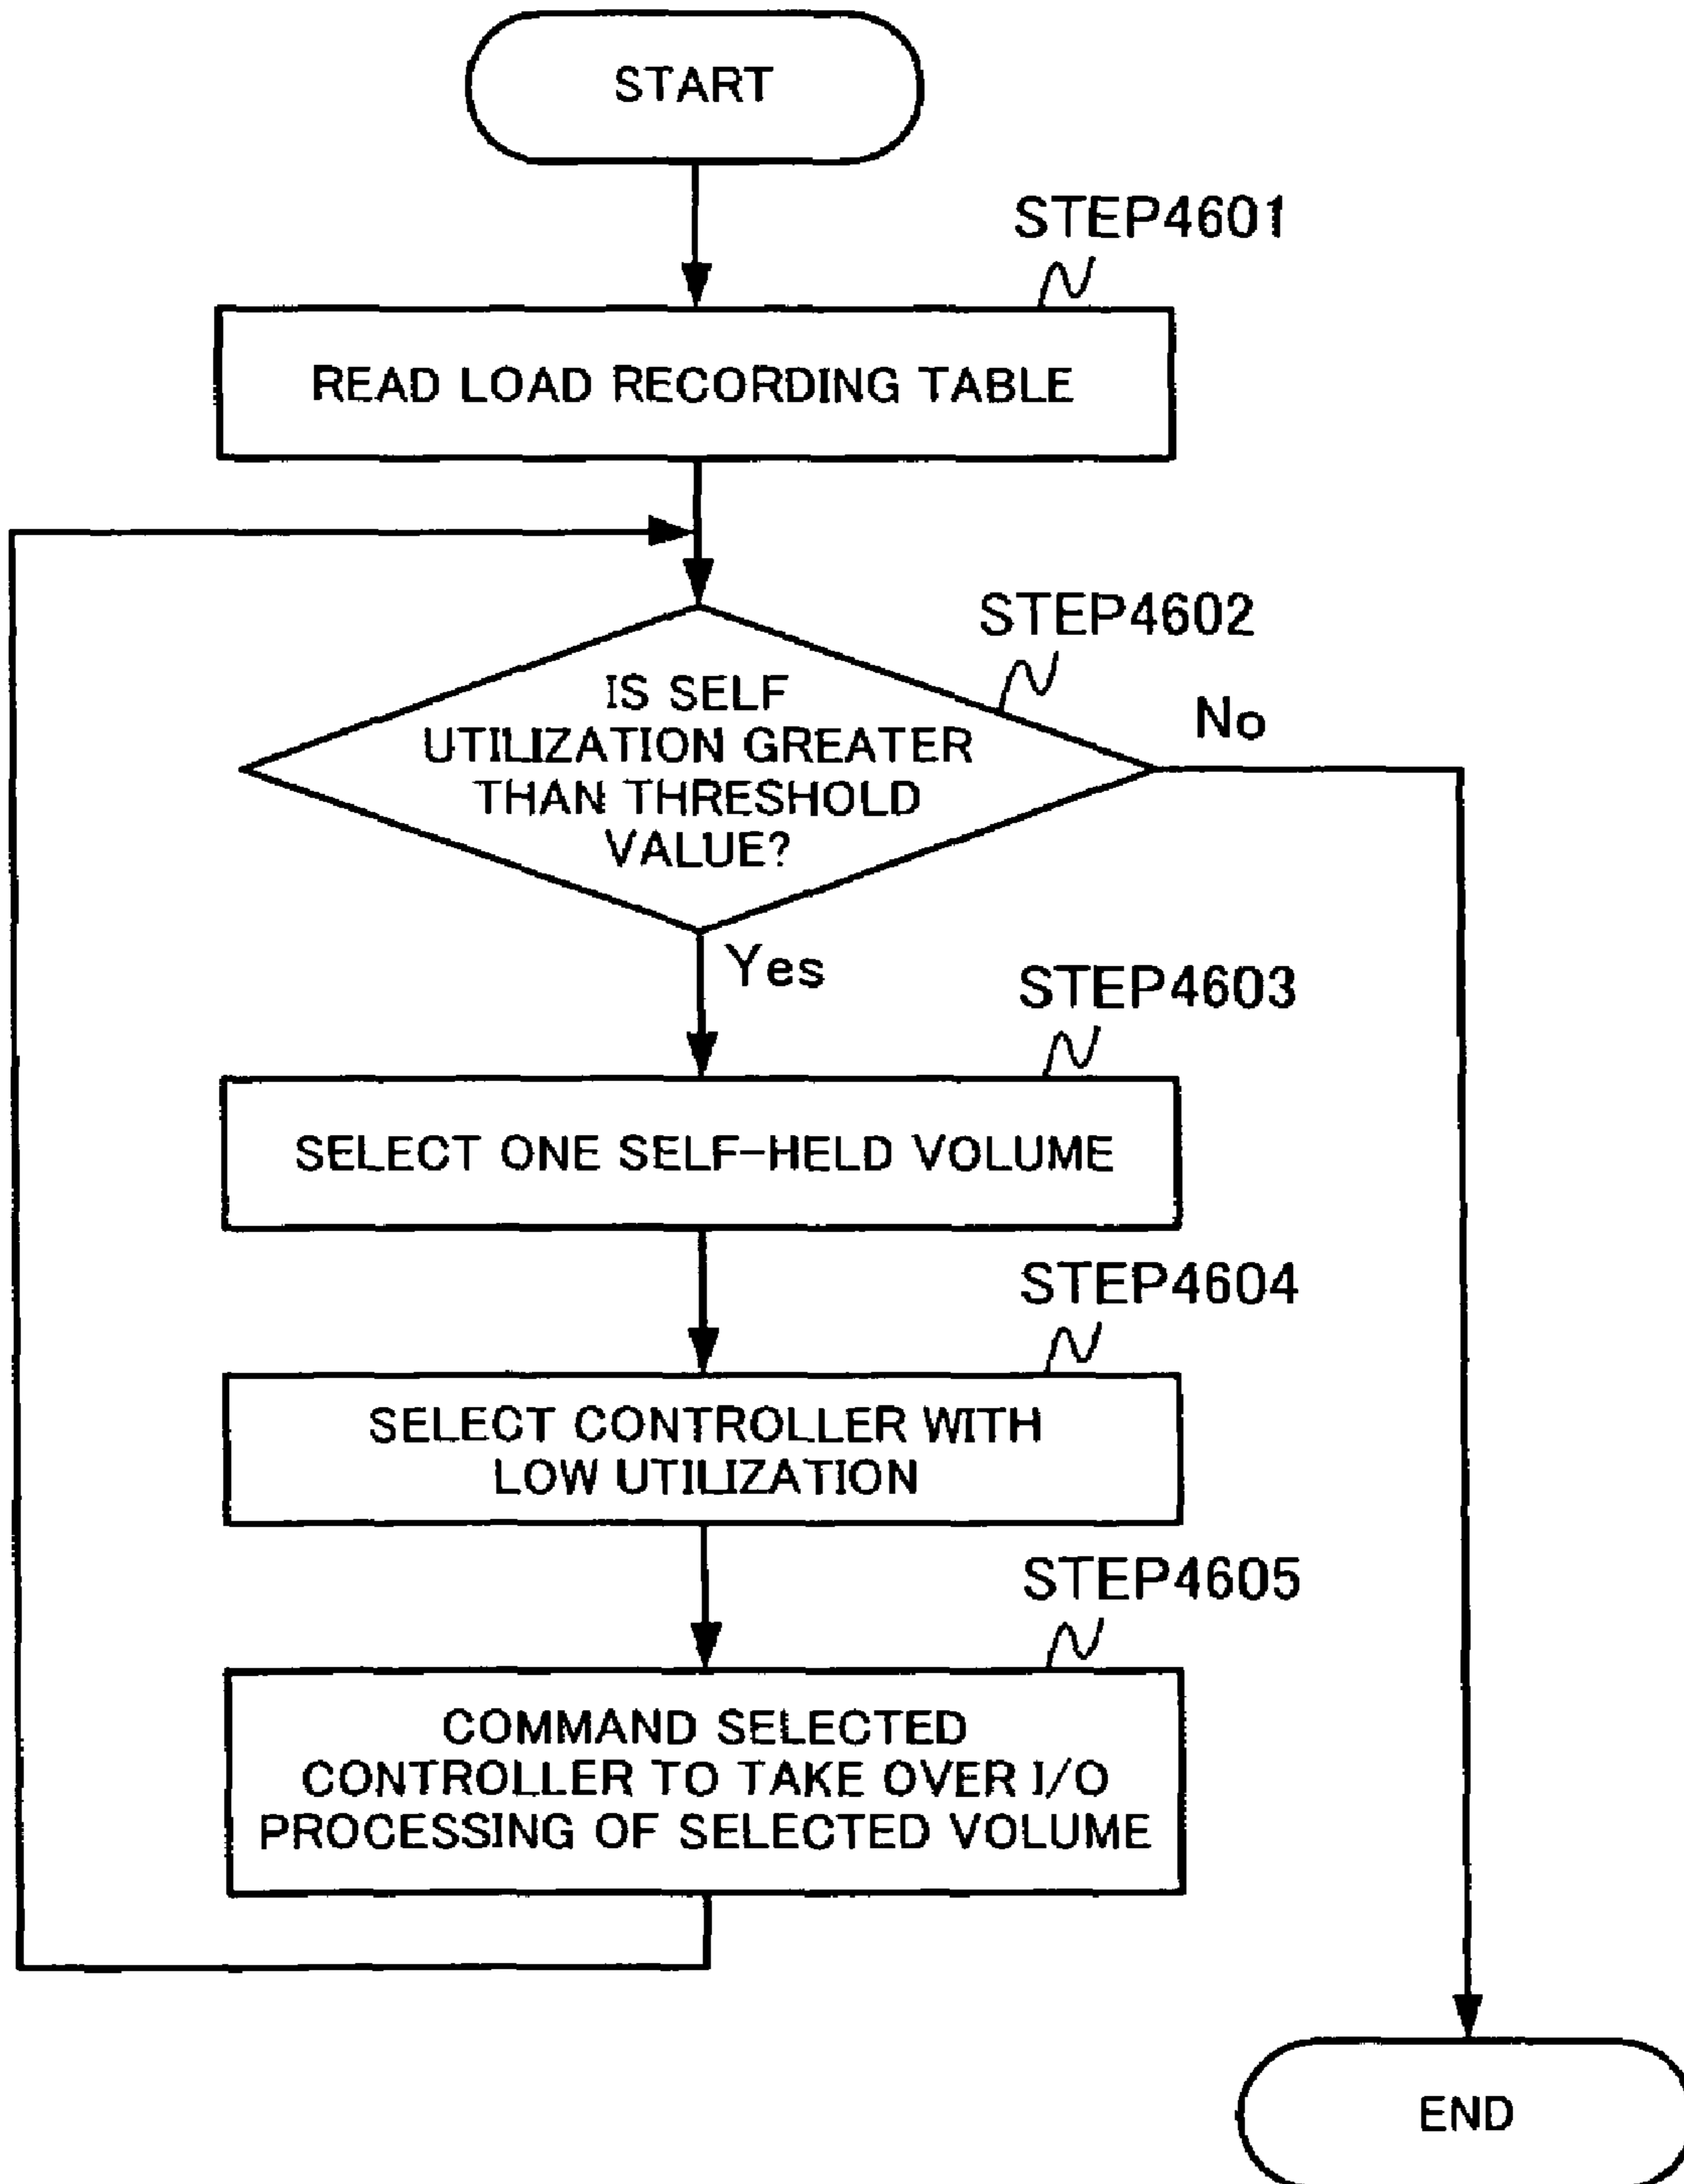 START
STEP4601
READ LOAD RECORDING TABLE
STEP4602
IS SELF
UTILIZATION GREATER
THAN THRESHOLD
VALUE?
No
Yes
STEP4603
SELECT ONE SELF-HELD VOLUME
STEP4604
SELECT CONTROLLER WITH
LOW UTILIZATION
STEP4605
COMMAND SELECTED
CONTROLLER TO TAKE OVER I/O
PROCESSING OF SELECTED VOLUME
END